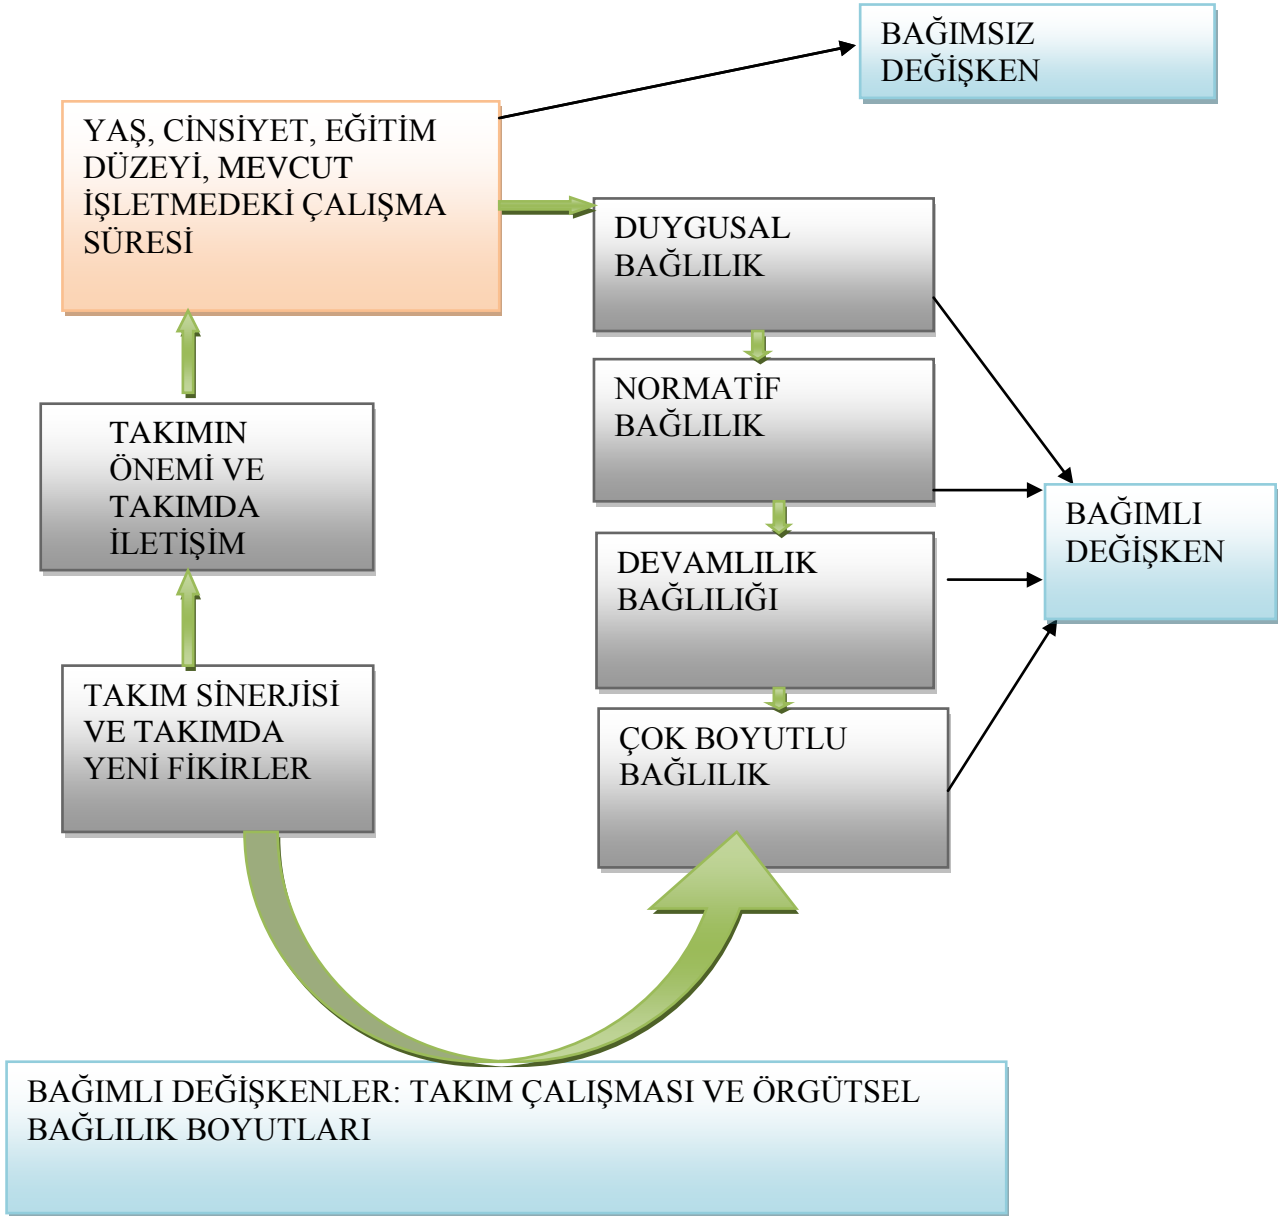 BAĞIMSIZ
DEĞİŞKEN
YAŞ, CİNSİYET, EĞİTİM
DÜZEYİ, MEVCUT
İŞLETMEDEKİ ÇALIŞMA
SÜRESİ
DUYGUSAL
BAĞLILIK
NORMATİF
BAĞLILIK
TAKIMIN
ÖNEMİ VE
TAKIMDA
İLETİŞİM
BAĞIMLI
DEĞİŞKEN
DEVAMLILIK
BAĞLILIĞI
TAKIM SİNERJİSİ
VE TAKIMDA
YENİ FİKİRLER
ÇOK BOYUTLU
BAĞLILIK
BAĞIMLI DEĞİŞKENLER: TAKIM ÇALIŞMASI VE ÖRGÜTSEL
BAĞLILIK BOYUTLARI